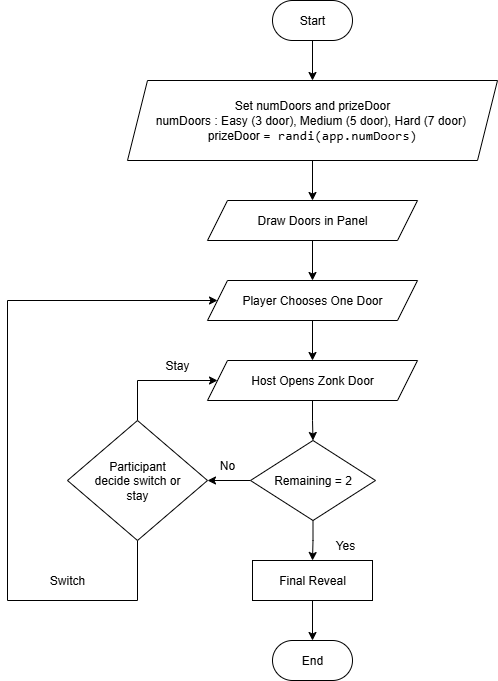 Start
Set numDoors and prizeDoor
numDoors : Easy (3 door), Medium (5 door), Hard (7 door)
prizeDoor = randi(app.numDoors)
Draw Doors in Panel
Player Chooses One Door
Stay
Host Opens Zonk Door
Participant
decide switch or
stay
No
Remaining = 2
Yes
Switch
Final Reveal
End